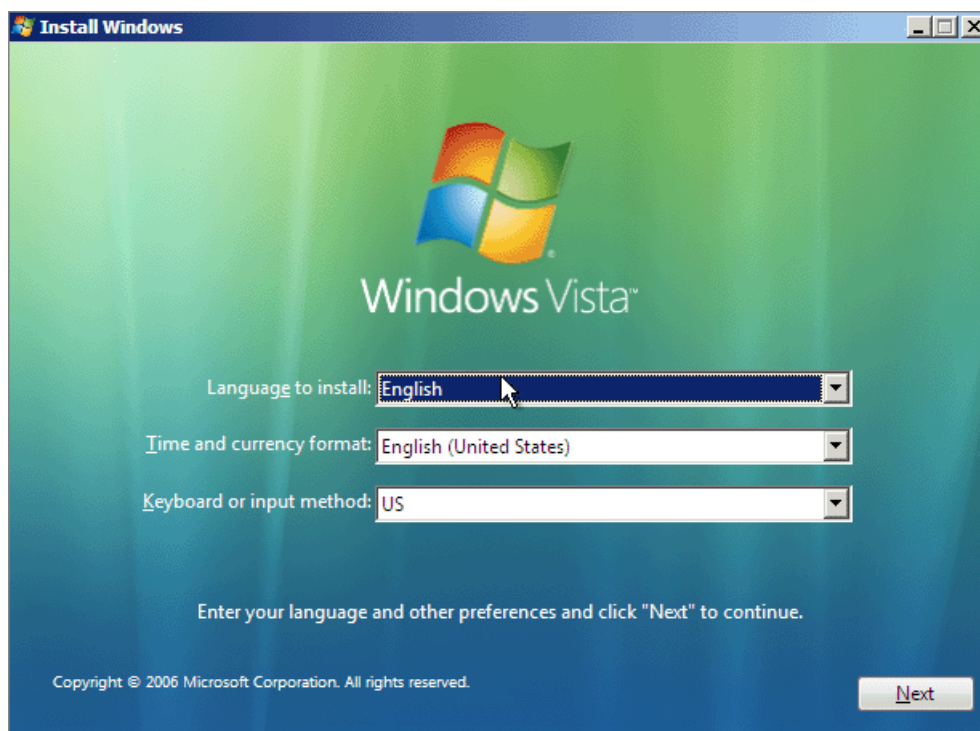 Install Windows
Windows Vista™
Language to install: English
Time and currency format: English (United States)
Keyboard or input method: US
Enter your language and other preferences and click "Next" to continue.
Copyright © 2006 Microsoft Corporation. All rights reserved.
Next